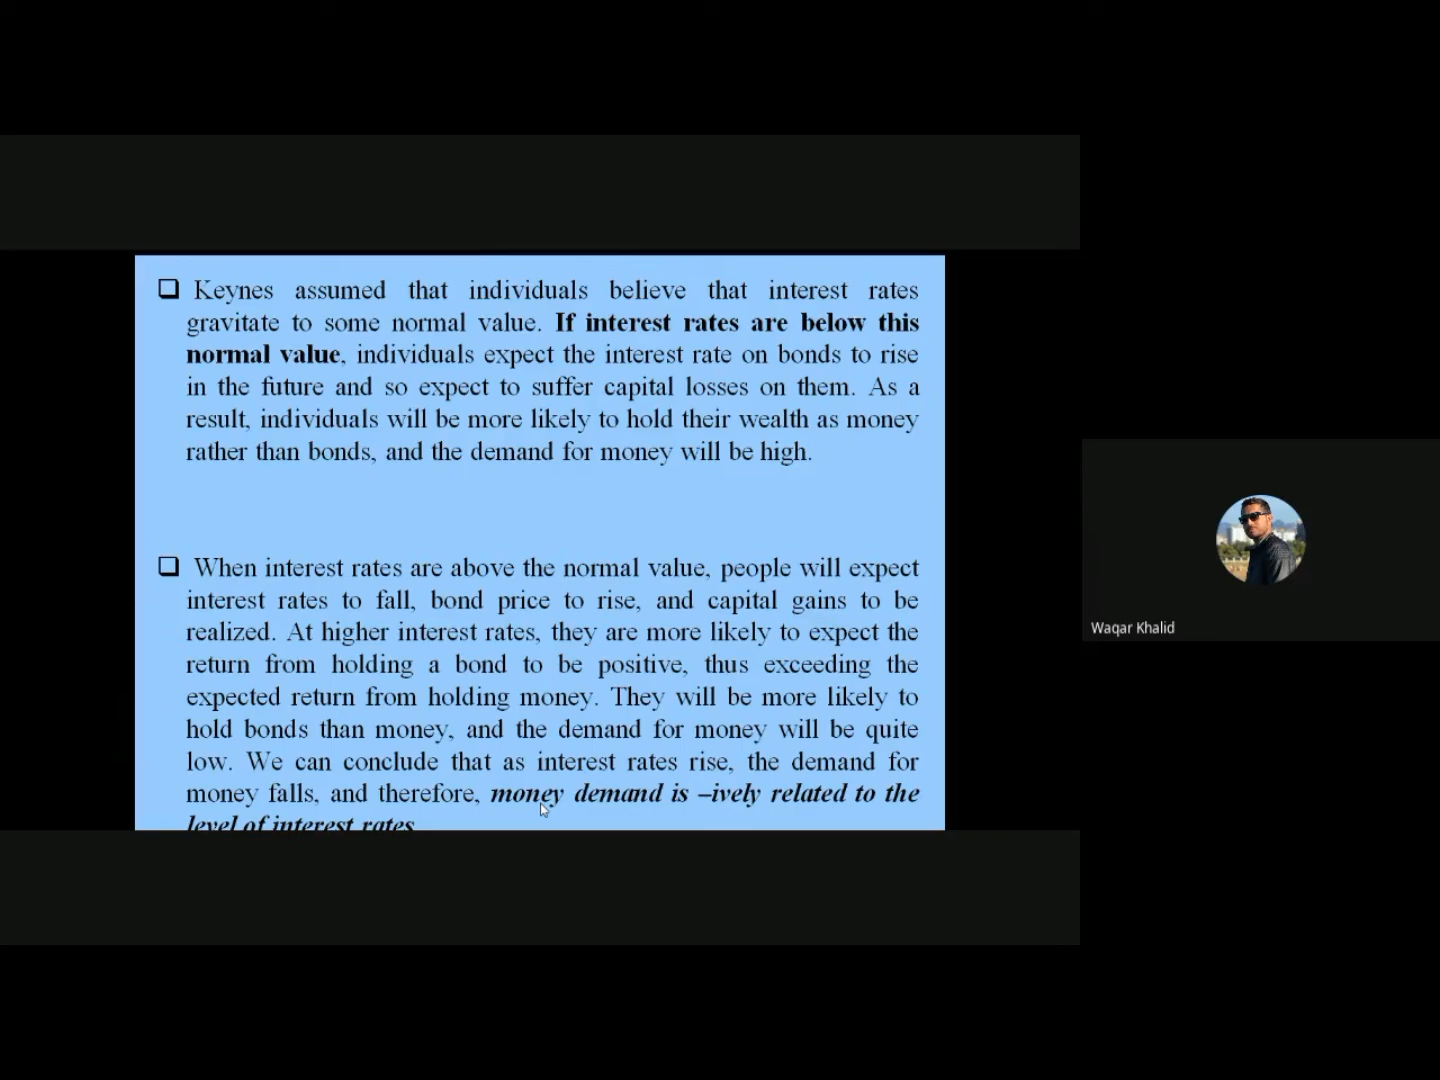 Keynes assumed that individuals believe that interest rates
gravitate to some normal value. If interest rates are below this
normal value, individuals expect the interest rate on bonds to rise
in the future and so expect to suffer capital losses on them. As a
result, individuals will be more likely to hold their wealth as money
rather than bonds, and the demand for money will be high.
When interest rates are above the normal value, people will expect
interest rates to fall, bond price to rise, and capital gains to be
realized. At higher interest rates, they are more likely to expect the
return from holding a bond to be positive, thus exceeding the
expected return from holding money. They will be more likely to
hold bonds than money, and the demand for money will be quite
low. We can conclude that as interest rates rise, the demand for
money falls, and therefore, money demand is –ively related to the
level of interest rates
Waqar Khalid